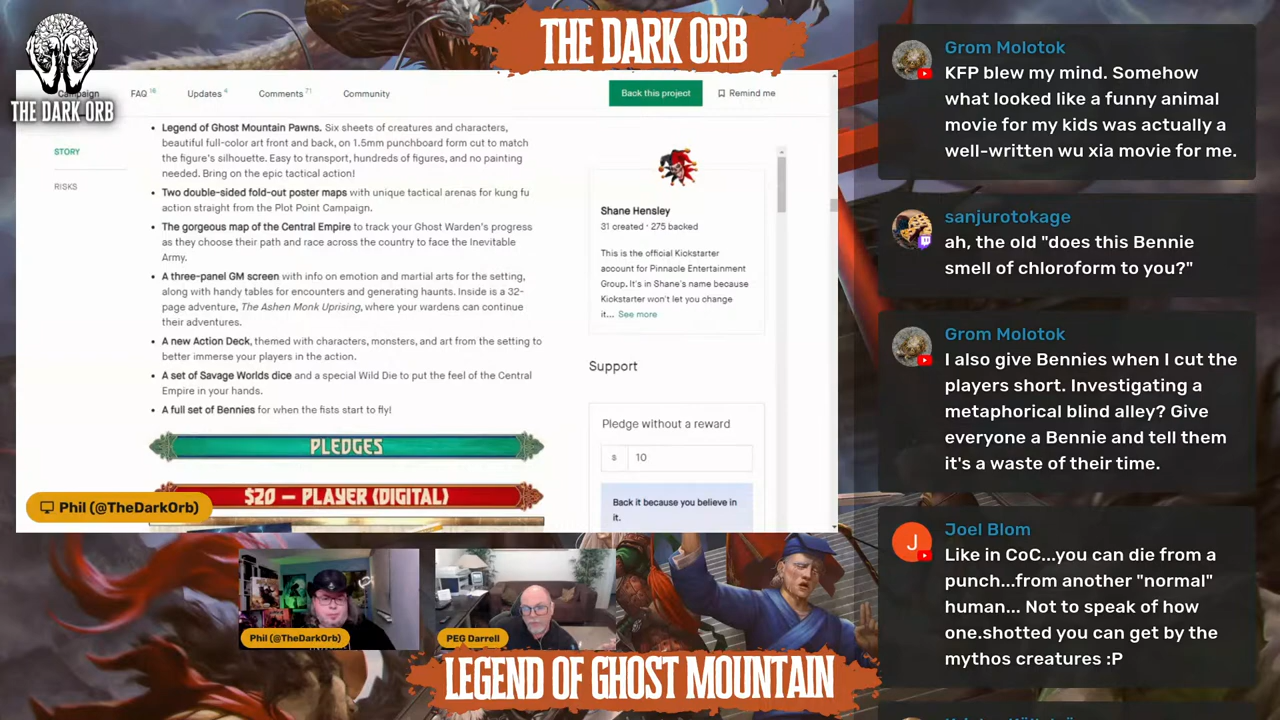 THE DARK ORB
THE DARK ORB
Campaign
FAQ 16
Updates 4
Comments 71
Community
Back this project
Remind me
STORY
RISKS
• Legend of Ghost Mountain Pawns. Six sheets of creatures and characters,
beautiful full-color art front and back, on 1.5mm punchboard form cut to match
the figure's silhouette. Easy to transport, hundreds of figures, and no painting
needed. Bring on the epic tactical action!
• Two double-sided fold-out poster maps with unique tactical arenas for kung fu
action straight from the Plot Point Campaign.
• The gorgeous map of the Central Empire to track your Ghost Warden's progress
as they choose their path and race across the country to face the Inevitable
Army.
• A three-panel GM screen with info on emotion and martial arts for the setting,
along with handy tables for encounters and generating haunts. Inside is a 32-
page adventure, The Ashen Monk Uprising, where your wardens can continue
their adventures.
• A new Action Deck, themed with characters, monsters, and art from the setting to
better immerse your players in the action.
• A set of Savage Worlds dice and a special Wild Die to put the feel of the Central
Empire in your hands.
• A full set of Bennies for when the fists start to fly!
PLEDGES
$20 — PLAYER (DIGITAL)
Shane Hensley
31 created · 275 backed
This is the official Kickstarter
account for Pinnacle Entertainment
Group. It's in Shane's name because
Kickstarter won't let you change
it... See more
Support
Pledge without a reward
$ 10
Back it because you believe in
it.
Phil (@TheDarkOrb)
Phil (@TheDarkOrb)
PEG Darrell
LEGEND OF GHOST MOUNTAIN
Grom Molotok
KFP blew my mind. Somehow
what looked like a funny animal
movie for my kids was actually a
well-written wu xia movie for me.
sanjurotokage
ah, the old "does this Bennie
smell of chloroform to you?"
Grom Molotok
I also give Bennies when I cut the
players short. Investigating a
metaphorical blind alley? Give
everyone a Bennie and tell them
it's a waste of their time.
J
Joel Blom
Like in CoC...you can die from a
punch...from another "normal"
human... Not to speak of how
one.shotted you can get by the
mythos creatures :P